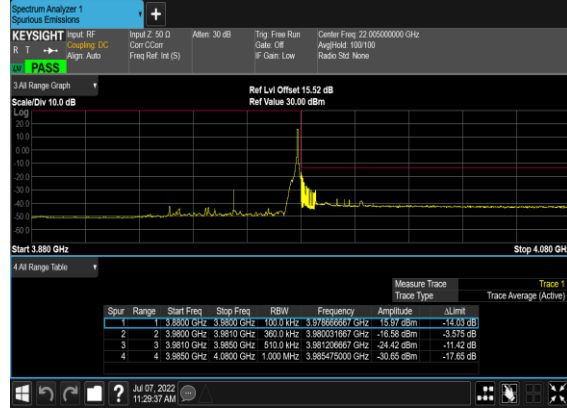 Spectrum Analyzer 1
Spurious Emissions
KEYSIGHT Input: RF Input Z: 50 Ω Atten: 30 dB Trig: Free Run Center Freq: 22.005000000 GHz
R T Coupling: DC Corr CCorr Gate: Off Avg|Hold: 100/100
Align: Auto Freq Ref: Int (S) IF Gain: Low Radio Std: None
PASS
3 All Range Graph
Ref Lvl Offset 15.52 dB
Scale/Div 10.0 dB Ref Value 30.00 dBm
Log
20.0
10.0
0.00
-10.0
-20.0
-30.0
-40.0
-50.0
-60.0
Start 3.880 GHz Stop 4.080 GHz
4 All Range Table
Measure Trace Trace 1
Trace Type Trace Average (Active)
Spur Range Start Freq Stop Freq RBW Frequency Amplitude ΔLimit
1 1 3.8800 GHz 3.9800 GHz 100.0 kHz 3.978666667 GHz 15.97 dBm -14.03 dB
2 2 3.9800 GHz 3.9810 GHz 360.0 kHz 3.980031667 GHz -16.58 dBm -3.575 dB
3 3 3.9810 GHz 3.9850 GHz 510.0 kHz 3.981206667 GHz -24.42 dBm -11.42 dB
4 4 3.9850 GHz 4.0800 GHz 1.000 MHz 3.985475000 GHz -30.65 dBm -17.65 dB
Jul 07, 2022
11:29:37 AM